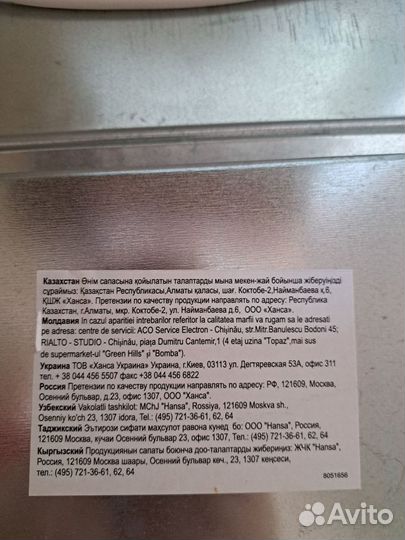 Казахстан Өнім сапасына қойылатын талаптарды мына мекен-жай бойынша жіберуіңізді
сұраймыз: Қазақстан Республикасы,Алматы қаласы, шағ. Коктобе-2,Найманбаева қ.6,
ҚШЖ «Ханса». Претензии по качеству продукции направлять по адресу: Республика
Казахстан, г.Алматы, мкр. Коктобе-2, ул. Найманбаева д.6, ООО «Ханса».
Молдавия In cazul aparitiei intrebarilor referitor la calitatea marfii va rugam sa le adresati
pe adresa: centre de servicii: ACO Service Electron - Chişinău, str.Mitr.Banulescu Bodoni 45;
RIALTO - STUDIO - Chişinău, piaţa Dumitru Cantemir,1 (4 etaj uzina "Topaz",mai sus
de supermarket-ul "Green Hills" şi "Bomba").
Украина ТОВ «Ханса Украина» Украина, г.Киев, 03113 ул. Дегтяревская 53А, офис 311
тел. + 38 044 456 5507 факс +38 044 456 6822
Россия Претензии по качеству продукции направлять по адресу: РФ, 121609, Москва,
Осенний бульвар, д.23, офис 1307, ООО "Ханса".
Узбекский Vakolatli tashkilot: MChJ "Hansa", Rossiya, 121609 Moskva sh.,
Osenniy ko'ch 23, 1307 idora, Tel.: (495) 721-36-61, 62, 64
Таджикский Эътирози сифати маҳсулот равона кунед бо: ООО "Hansa",
Россия, 121609, Москва, кӯчаи Осенний бульвар 23, офис 1307, Тел.: (495) 721-36-61, 62, 64
Кыргызский Продукциянын сапаты боюнча доо-талаптарды жибериңиз: ЖЧК "Hansa",
Россия, 121609 Москва шаары, Осенний бульвар көч., 23, 1307 кеңсеси,
тел.: (495) 721-36-61, 62, 64
8051656
Avito